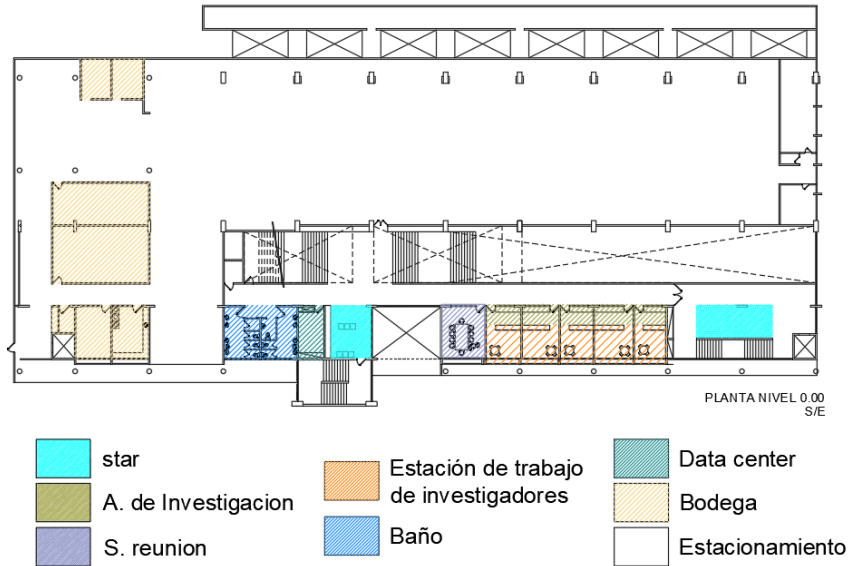 PLANTA NIVEL 0.00
S/E
star
A. de Investigacion
S. reunion
Estación de trabajo
de investigadores
Baño
Data center
Bodega
Estacionamiento